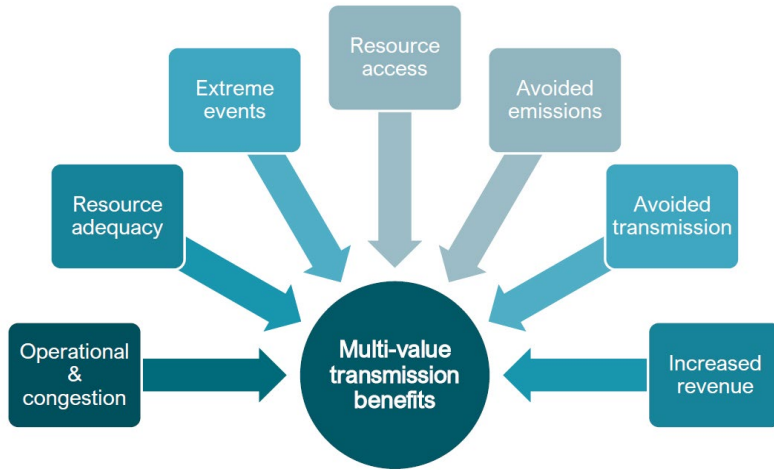 Resource
access
Extreme
events
Avoided
emissions
Resource
adequacy
Avoided
transmission
Operational
&
congestion
Multi-value
transmission
benefits
Increased
revenue